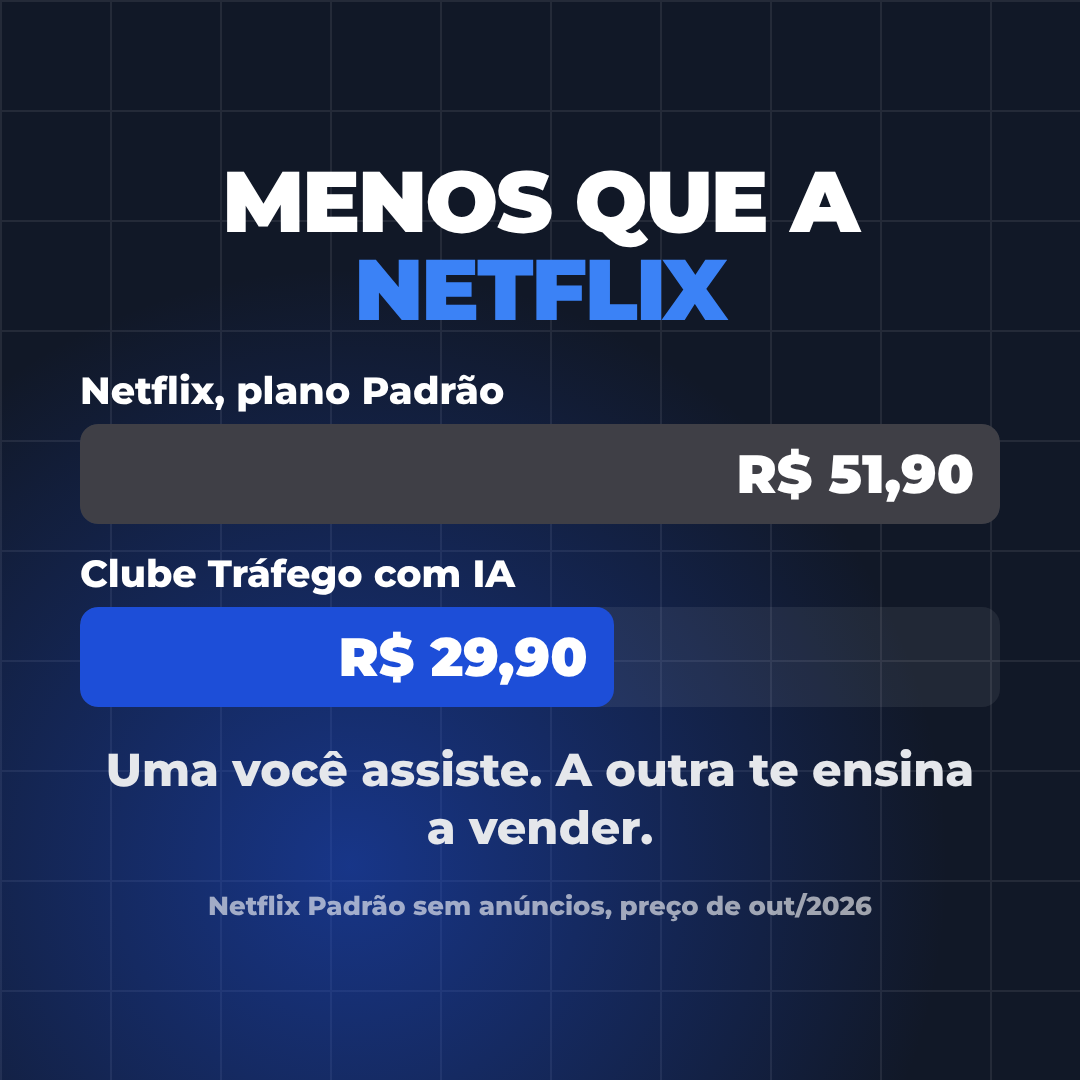 MENOS QUE A
NETFLIX
Netflix, plano Padrão
R$ 51,90
Clube Tráfego com IA
R$ 29,90
Uma você assiste. A outra te ensina
a vender.
Netflix Padrão sem anúncios, preço de out/2026